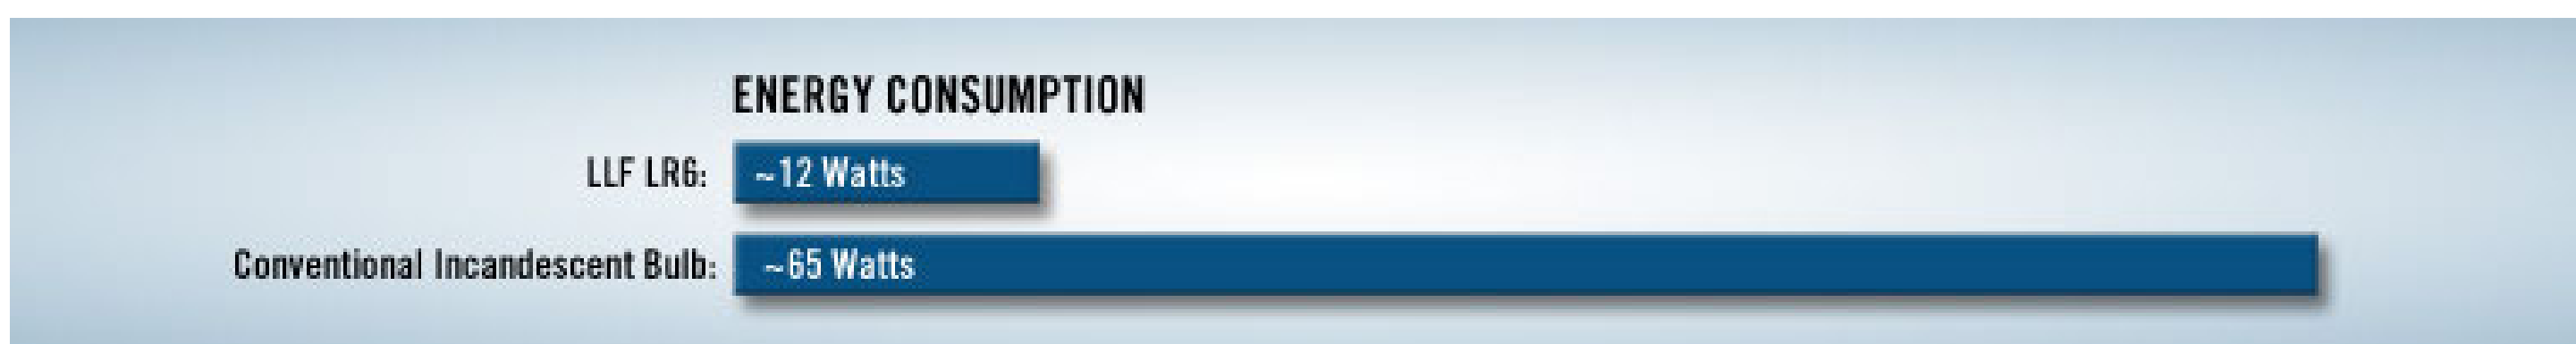 ENERGY CONSUMPTION
LLF LR6: ~12 Watts
Conventional Incandescent Bulb: ~65 Watts